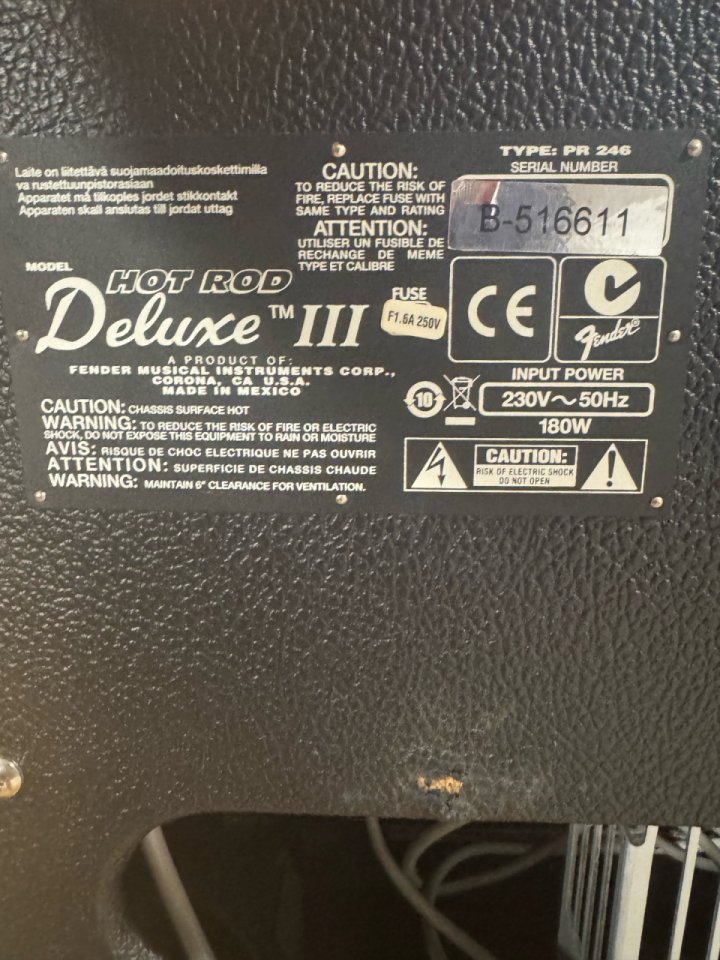 Laite on liitettävä suojamaadoituskoskettimilla
va rustettuunpistorasiaan
Apparatet må tilkoples jordet stikkontakt
Apparaten skall anslutas till jordat uttag
CAUTION:
TO REDUCE THE RISK OF
FIRE, REPLACE FUSE WITH
SAME TYPE AND RATING
ATTENTION:
UTILISER UN FUSIBLE DE
RECHANGE DE MEME
TYPE ET CALIBRE
TYPE: PR 246
SERIAL NUMBER
B-516611
MODEL
HOT ROD
Deluxe™ III
FUSE
F1.6A 250V
CE
Fender®
A PRODUCT OF:
FENDER MUSICAL INSTRUMENTS CORP.,
CORONA, CA U.S.A.
MADE IN MEXICO
INPUT POWER
10
230V~50Hz
180W
CAUTION: CHASSIS SURFACE HOT
WARNING: TO REDUCE THE RISK OF FIRE OR ELECTRIC
SHOCK, DO NOT EXPOSE THIS EQUIPMENT TO RAIN OR MOISTURE
AVIS: RISQUE DE CHOC ELECTRIQUE NE PAS OUVRIR
ATTENTION: SUPERFICIE DE CHASSIS CHAUDE
WARNING: MAINTAIN 6" CLEARANCE FOR VENTILATION.
CAUTION:
RISK OF ELECTRIC SHOCK
DO NOT OPEN